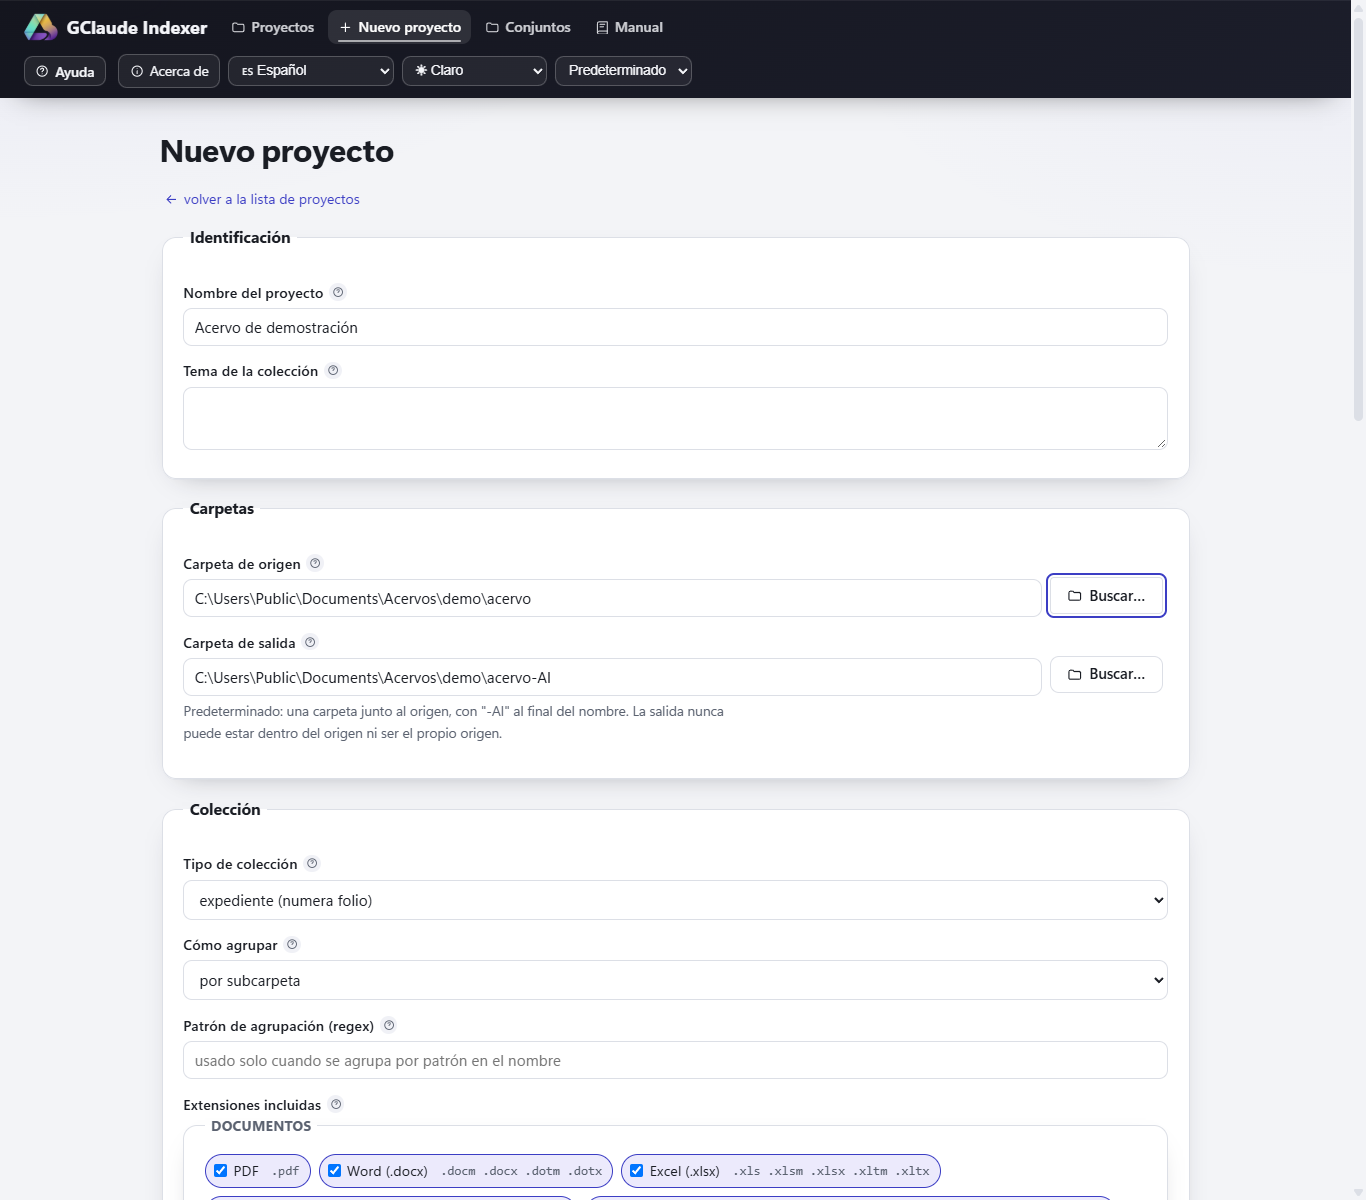 GClaude Indexer
Proyectos
Nuevo proyecto
Conjuntos
Manual
Ayuda
Acerca de
ES Español
Claro
Predeterminado
Nuevo proyecto
← volver a la lista de proyectos
Identificación
Nombre del proyecto
Acervo de demostración
Tema de la colección
Carpetas
Carpeta de origen
C:\Users\Public\Documents\Acervos\demo\acervo
Buscar...
Carpeta de salida
C:\Users\Public\Documents\Acervos\demo\acervo-AI
Buscar...
Predeterminado: una carpeta junto al origen, con "-AI" al final del nombre. La salida nunca
puede estar dentro del origen ni ser el propio origen.
Colección
Tipo de colección
expediente (numera folio)
Cómo agrupar
por subcarpeta
Patrón de agrupación (regex)
usado solo cuando se agrupa por patrón en el nombre
Extensiones incluidas
DOCUMENTOS
PDF .pdf
Word (.docx) .docm .docx .dotm .dotx
Excel (.xlsx) .xls .xlsm .xlsx .xltm .xltx